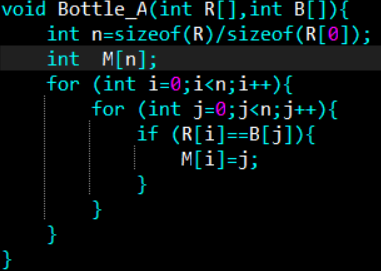 void Bottle_A(int R[],int B[]){
    int n=sizeof(R)/sizeof(R[0]);
    int  M[n];
    for (int i=0;i<n;i++){
        for (int j=0;j<n;j++){
            if (R[i]==B[j]){
                M[i]=j;
            }
        }
    }
}